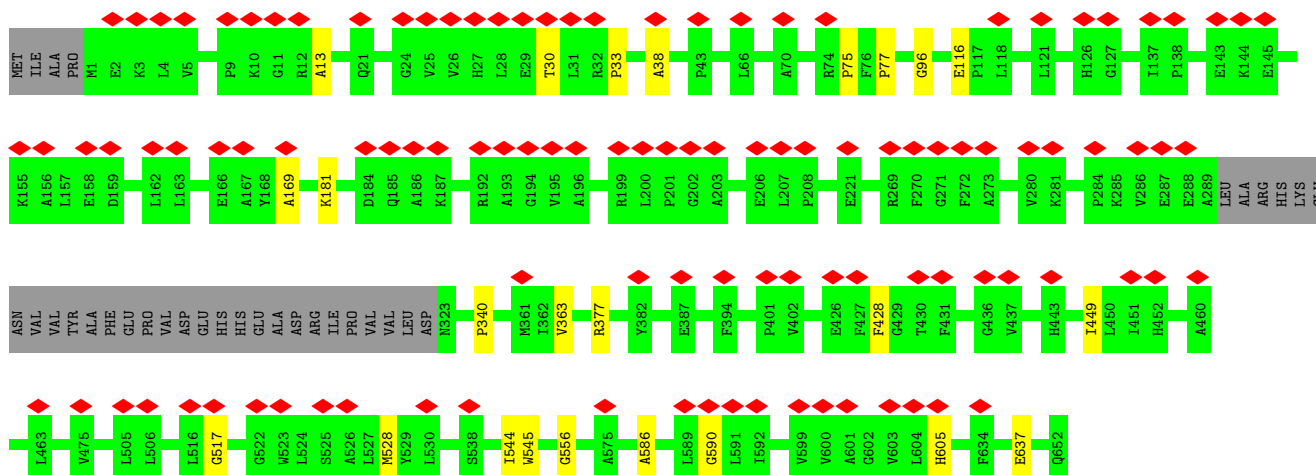 MET ILE ALA PRO M1 E2 K3 L4 V5 P9 K10 G11 R12 A13 Q21 G24 V25 V26 H27 L28 E29 T30 L31 R32 P33 A38 P43 L66 A70 R74 P75 F76 P77 G96 E116 P117 L118 L121 H126 G127 I137 P138 E143 K144 E145
K155 A156 L157 E158 D159 L162 L163 E166 A167 Y168 A169 K181 D184 Q185 A186 K187 R192 A193 G194 V195 A196 R199 L200 P201 G202 A203 E206 L207 P208 E221 R269 F270 G271 F272 A273 V280 K281 P284 K285 V286 E287 E288 A289 LEU ALA ARG HIS LYS
ASN VAL VAL TYR ALA PHE GLU PRO VAL ASP GLU HIS HIS GLU ALA ASP ARG ILE PRO VAL VAL LEU ASP N323 P340 M361 I362 V363 R377 Y382 E387 F394 P401 V402 E426 F427 F428 G429 T430 F431 G436 V437 H443 I449 L450 I451 H452 A460
L463 V475 L505 L506 L516 G517 G522 W523 L524 S525 A526 L527 M528 Y529 L530 S538 I544 W545 G556 A575 A586 L589 G590 L591 I592 V599 V600 A601 G602 V603 L604 H605 F634 E637 Q652